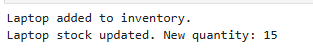 Laptop added to inventory.
Laptop stock updated. New quantity: 15